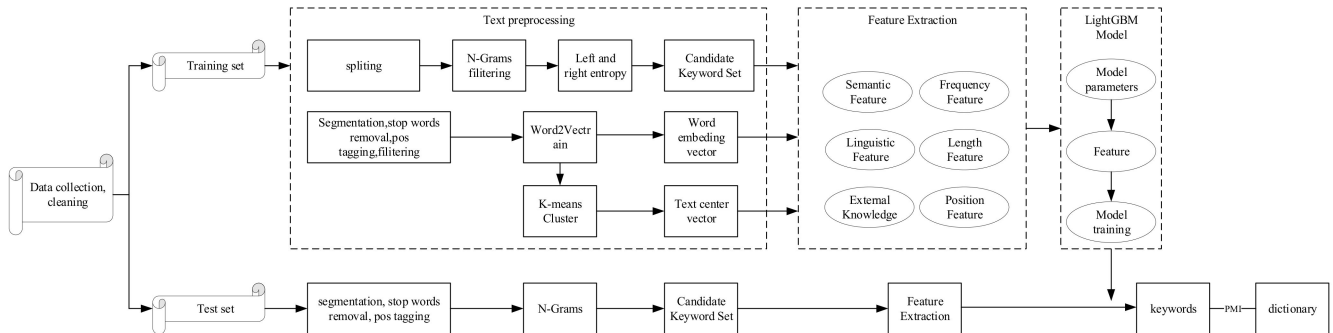 Text preprocessing
Feature Extraction
LightGBM
Model
Training set
spliting
N-Grams
filtering
Left and
right entropy
Candidate
Keyword Set
Semantic
Feature
Frequency
Feature
Model
parameters
Segmentation,stop words
removal,pos
tagging,filitering
Word2Vectr
ain
Word
embeding
vector
Linguistic
Feature
Length
Feature
Feature
Data collection,
cleaning
K-means
Cluster
Text center
vector
External
Knowledge
Position
Feature
Model
training
Test set
segmentation, stop words
removal, pos tagging
N-Grams
Candidate
Keyword Set
Feature
Extraction
keywords
PMI
dictionary